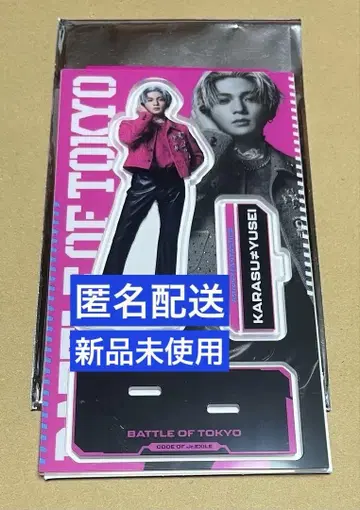 BATTLE OF TOKYO
KARASU≠YUSEI
匿名配送
新品未使用
BATTLE OF TOKYO
CODE OF Jr.EXILE